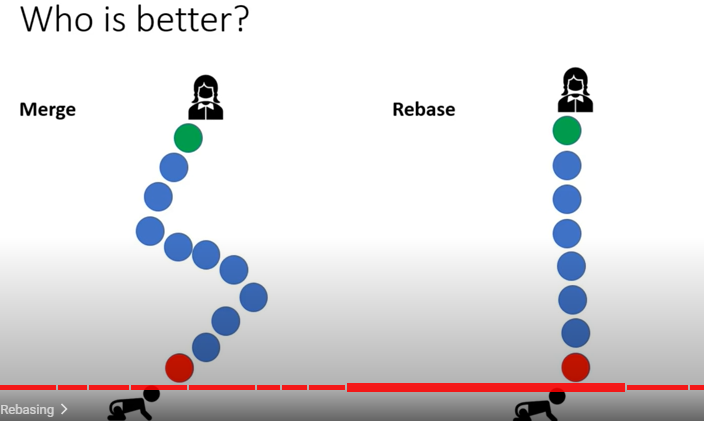 Who is better?
Merge
Rebase
Rebasing